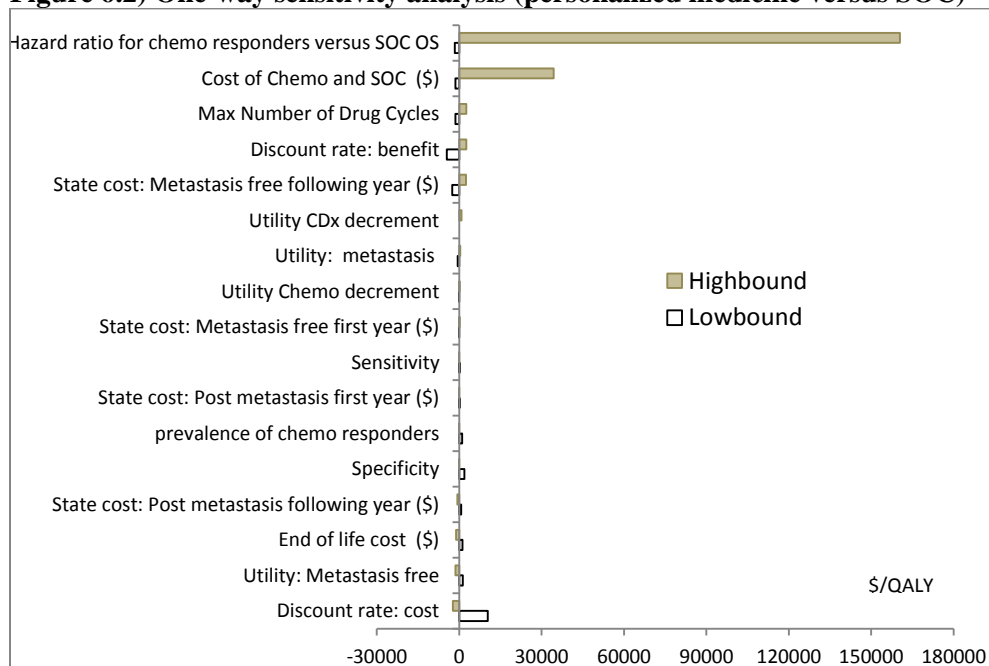 Figure 6.2) One-way sensitivity analysis (personalized medicine versus SOC)
Hazard ratio for chemo responders versus SOC OS
Cost of Chemo and SOC ($)
Max Number of Drug Cycles
Discount rate: benefit
State cost: Metastasis free following year ($)
Utility CDx decrement
Utility: metastasis
Utility Chemo decrement
State cost: Metastasis free first year ($)
Sensitivity
State cost: Post metastasis first year ($)
prevalence of chemo responders
Specificity
State cost: Post metastasis following year ($)
End of life cost ($)
Utility: Metastasis free
Discount rate: cost
Highbound
Lowbound
$/QALY
-30000 0 30000 60000 90000 120000 150000 180000